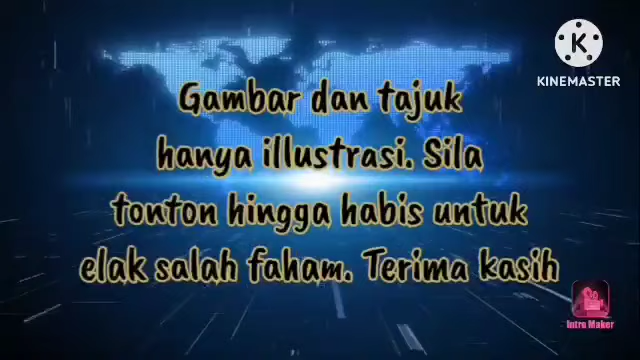 KINEMASTER
Gambar dan tajuk
hanya illustrasi. Sila
tonton hingga habis untuk
elak salah faham. Terima kasih
Intro Maker